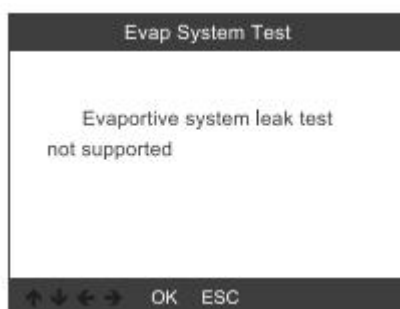 Evap System Test
Evaportive system leak test
not supported
OK ESC